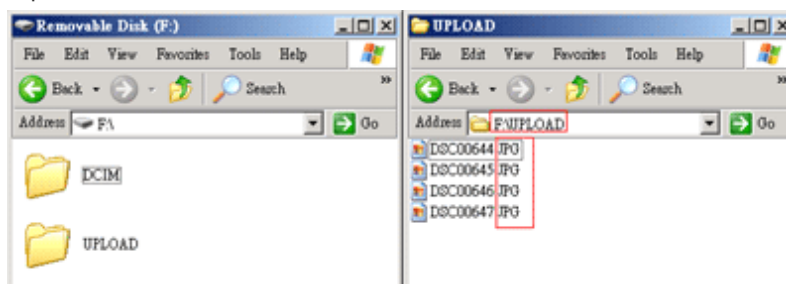 Removable Disk (F:)
File Edit View Favorites Tools Help
Back Search »
Address F:\ Go
DCIM
UPLOAD
UPLOAD
File Edit View Favorites Tools Help
Back Search »
Address F:\UPLOAD Go
DSC00644.JPG
DSC00645.JPG
DSC00646.JPG
DSC00647.JPG